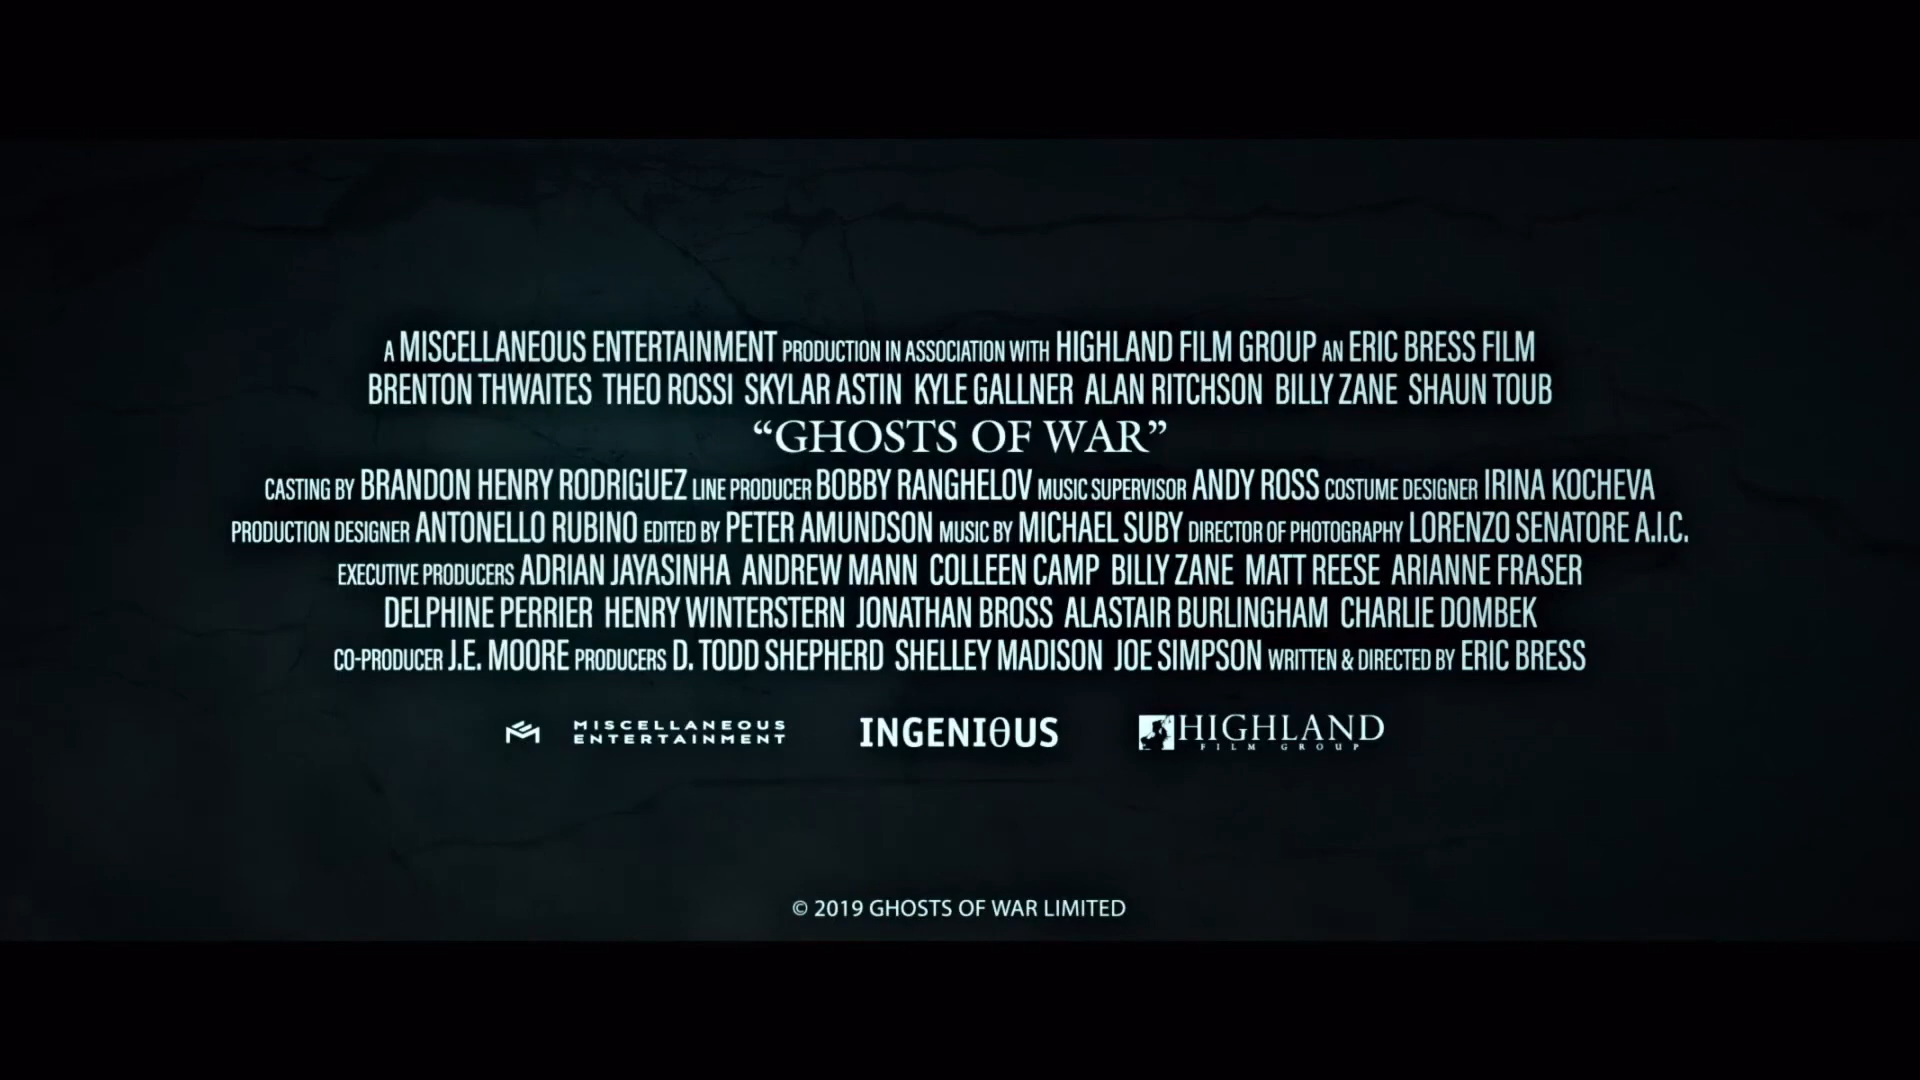 A MISCELLANEOUS ENTERTAINMENT PRODUCTION IN ASSOCIATION WITH HIGHLAND FILM GROUP AN ERIC BRESS FILM
BRENTON THWAITES THEO ROSSI SKYLAR ASTIN KYLE GALLNER ALAN RITCHSON BILLY ZANE SHAUN TOUB
“GHOSTS OF WAR”
CASTING BY BRANDON HENRY RODRIGUEZ LINE PRODUCER BOBBY RANGHELOV MUSIC SUPERVISOR ANDY ROSS COSTUME DESIGNER IRINA KOCHEVA
PRODUCTION DESIGNER ANTONELLO RUBINO EDITED BY PETER AMUNDSON MUSIC BY MICHAEL SUBY DIRECTOR OF PHOTOGRAPHY LORENZO SENATORE A.I.C.
EXECUTIVE PRODUCERS ADRIAN JAYASINHA ANDREW MANN COLLEEN CAMP BILLY ZANE MATT REESE ARIANNE FRASER
DELPHINE PERRIER HENRY WINTERSTERN JONATHAN BROSS ALASTAIR BURLINGHAM CHARLIE DOMBEK
CO-PRODUCER J.E. MOORE PRODUCERS D. TODD SHEPHERD SHELLEY MADISON JOE SIMPSON WRITTEN & DIRECTED BY ERIC BRESS
MISCELLANEOUS
ENTERTAINMENT
INGENIθUS
HIGHLAND
FILM GROUP
© 2019 GHOSTS OF WAR LIMITED